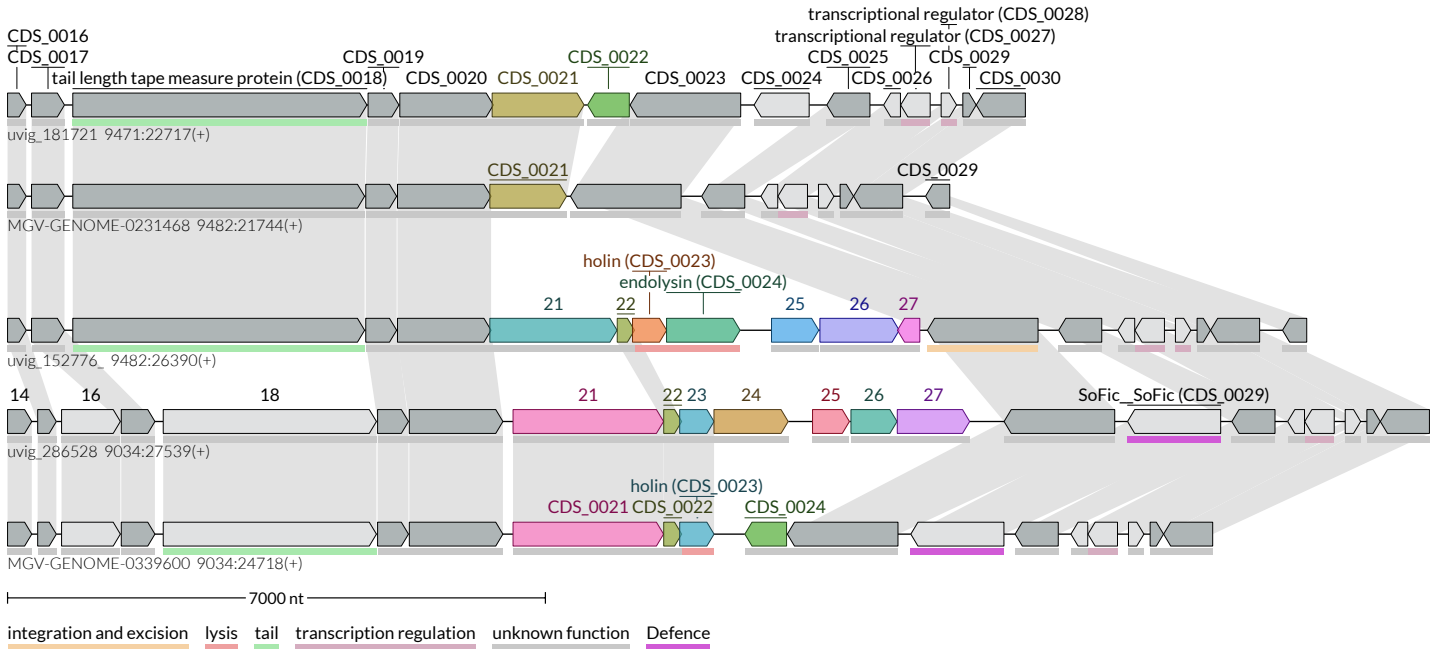 transcriptional regulator (CDS_0028)
CDS_0016 transcriptional regulator (CDS_0027)
CDS_0017 CDS_0019 CDS_0022 CDS_0025 CDS_0029
tail length tape measure protein (CDS_0018) CDS_0020 CDS_0021 CDS_0023 CDS_0024 CDS_0026 CDS_0030
uvig_181721 9471:22717(+)
CDS_0021 CDS_0029
MGV-GENOME-0231468 9482:21744(+)
holin (CDS_0023)
endolysin (CDS_0024)
21 22 25 26 27
uvig_152776_ 9482:26390(+)
14 16 18 21 22 23 24 25 26 27 SoFic_SoFic (CDS_0029)
uvig_286528 9034:27539(+)
holin (CDS_0023)
CDS_0021 CDS_0022 CDS_0024
MGV-GENOME-0339600 9034:24718(+)
7000 nt
integration and excision lysis tail transcription regulation unknown function Defence